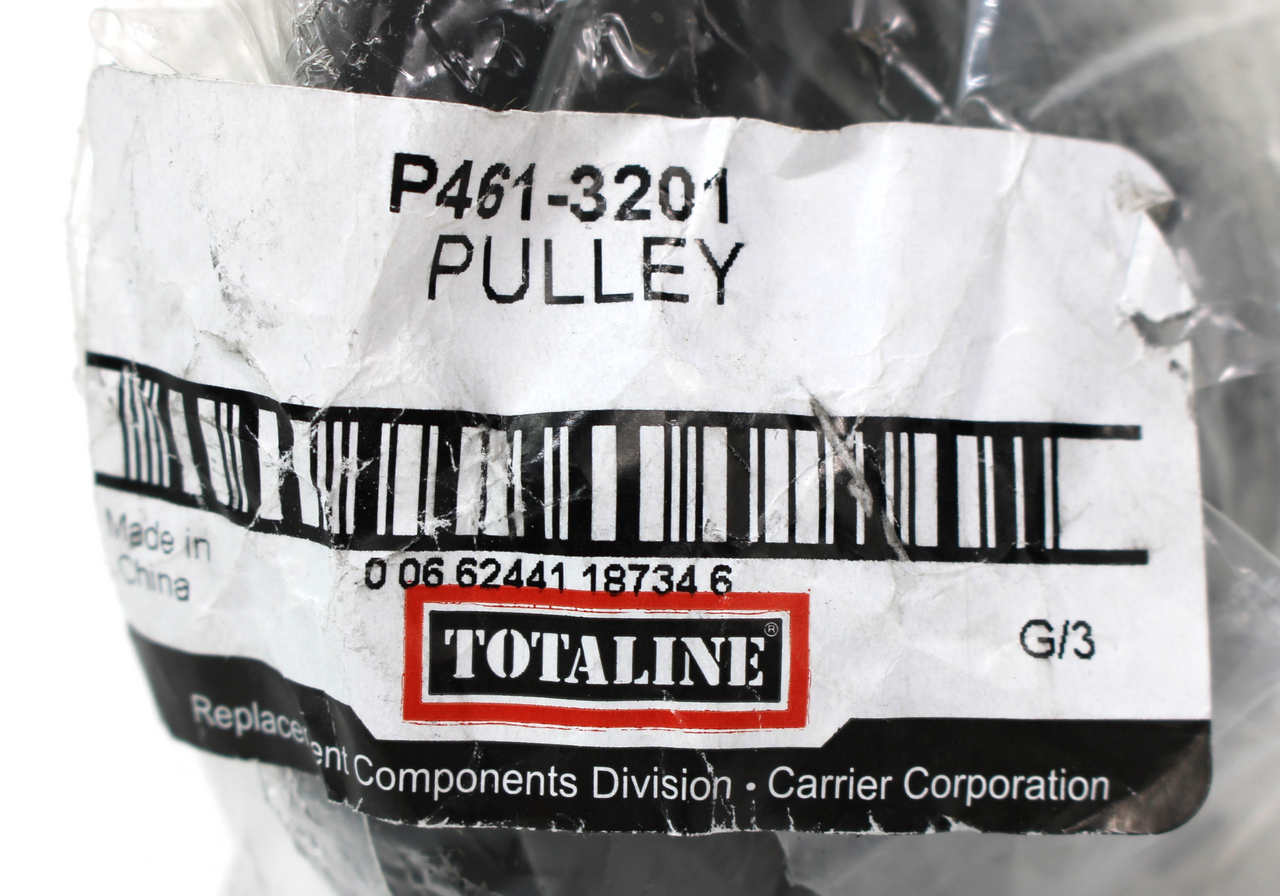 P461-3201
PULLEY
Made in
China
0 06 62441 18734 6
TOTALINE®
G/3
Replacement Components Division · Carrier Corporation